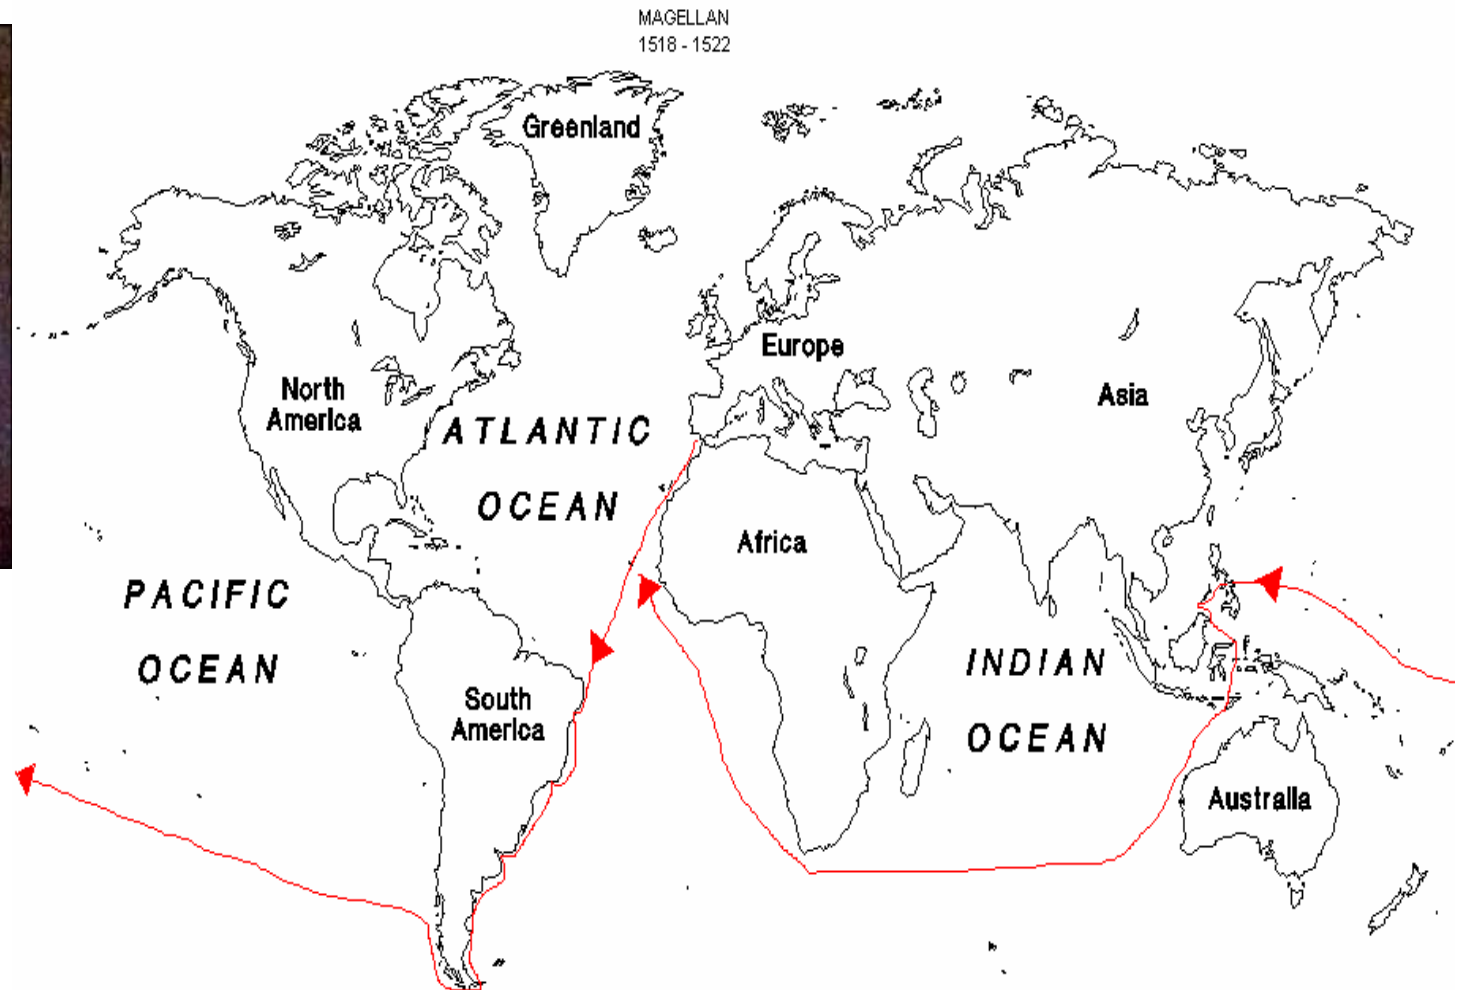 MAGELLAN
1518 - 1522
Greenland
Europe
North
America
Asia
ATLANTIC
OCEAN
Africa
PACIFIC
OCEAN
INDIAN
OCEAN
South
America
Australia